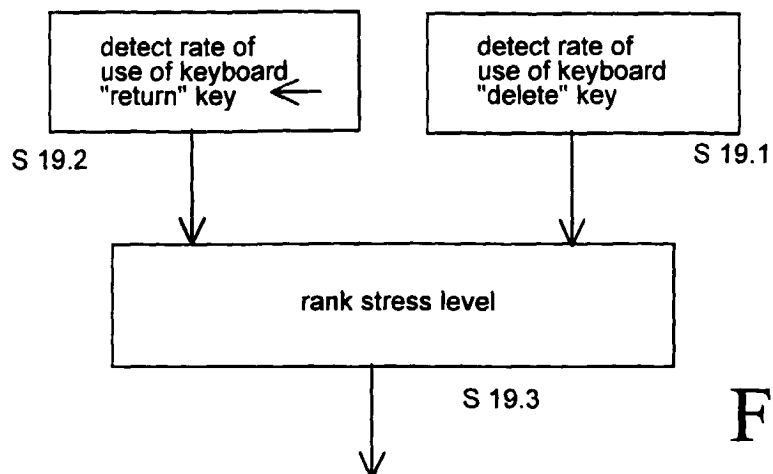 detect rate of
use of keyboard
"return" key
S 19.2
detect rate of
use of keyboard
"delete" key
S 19.1
rank stress level
S 19.3
F